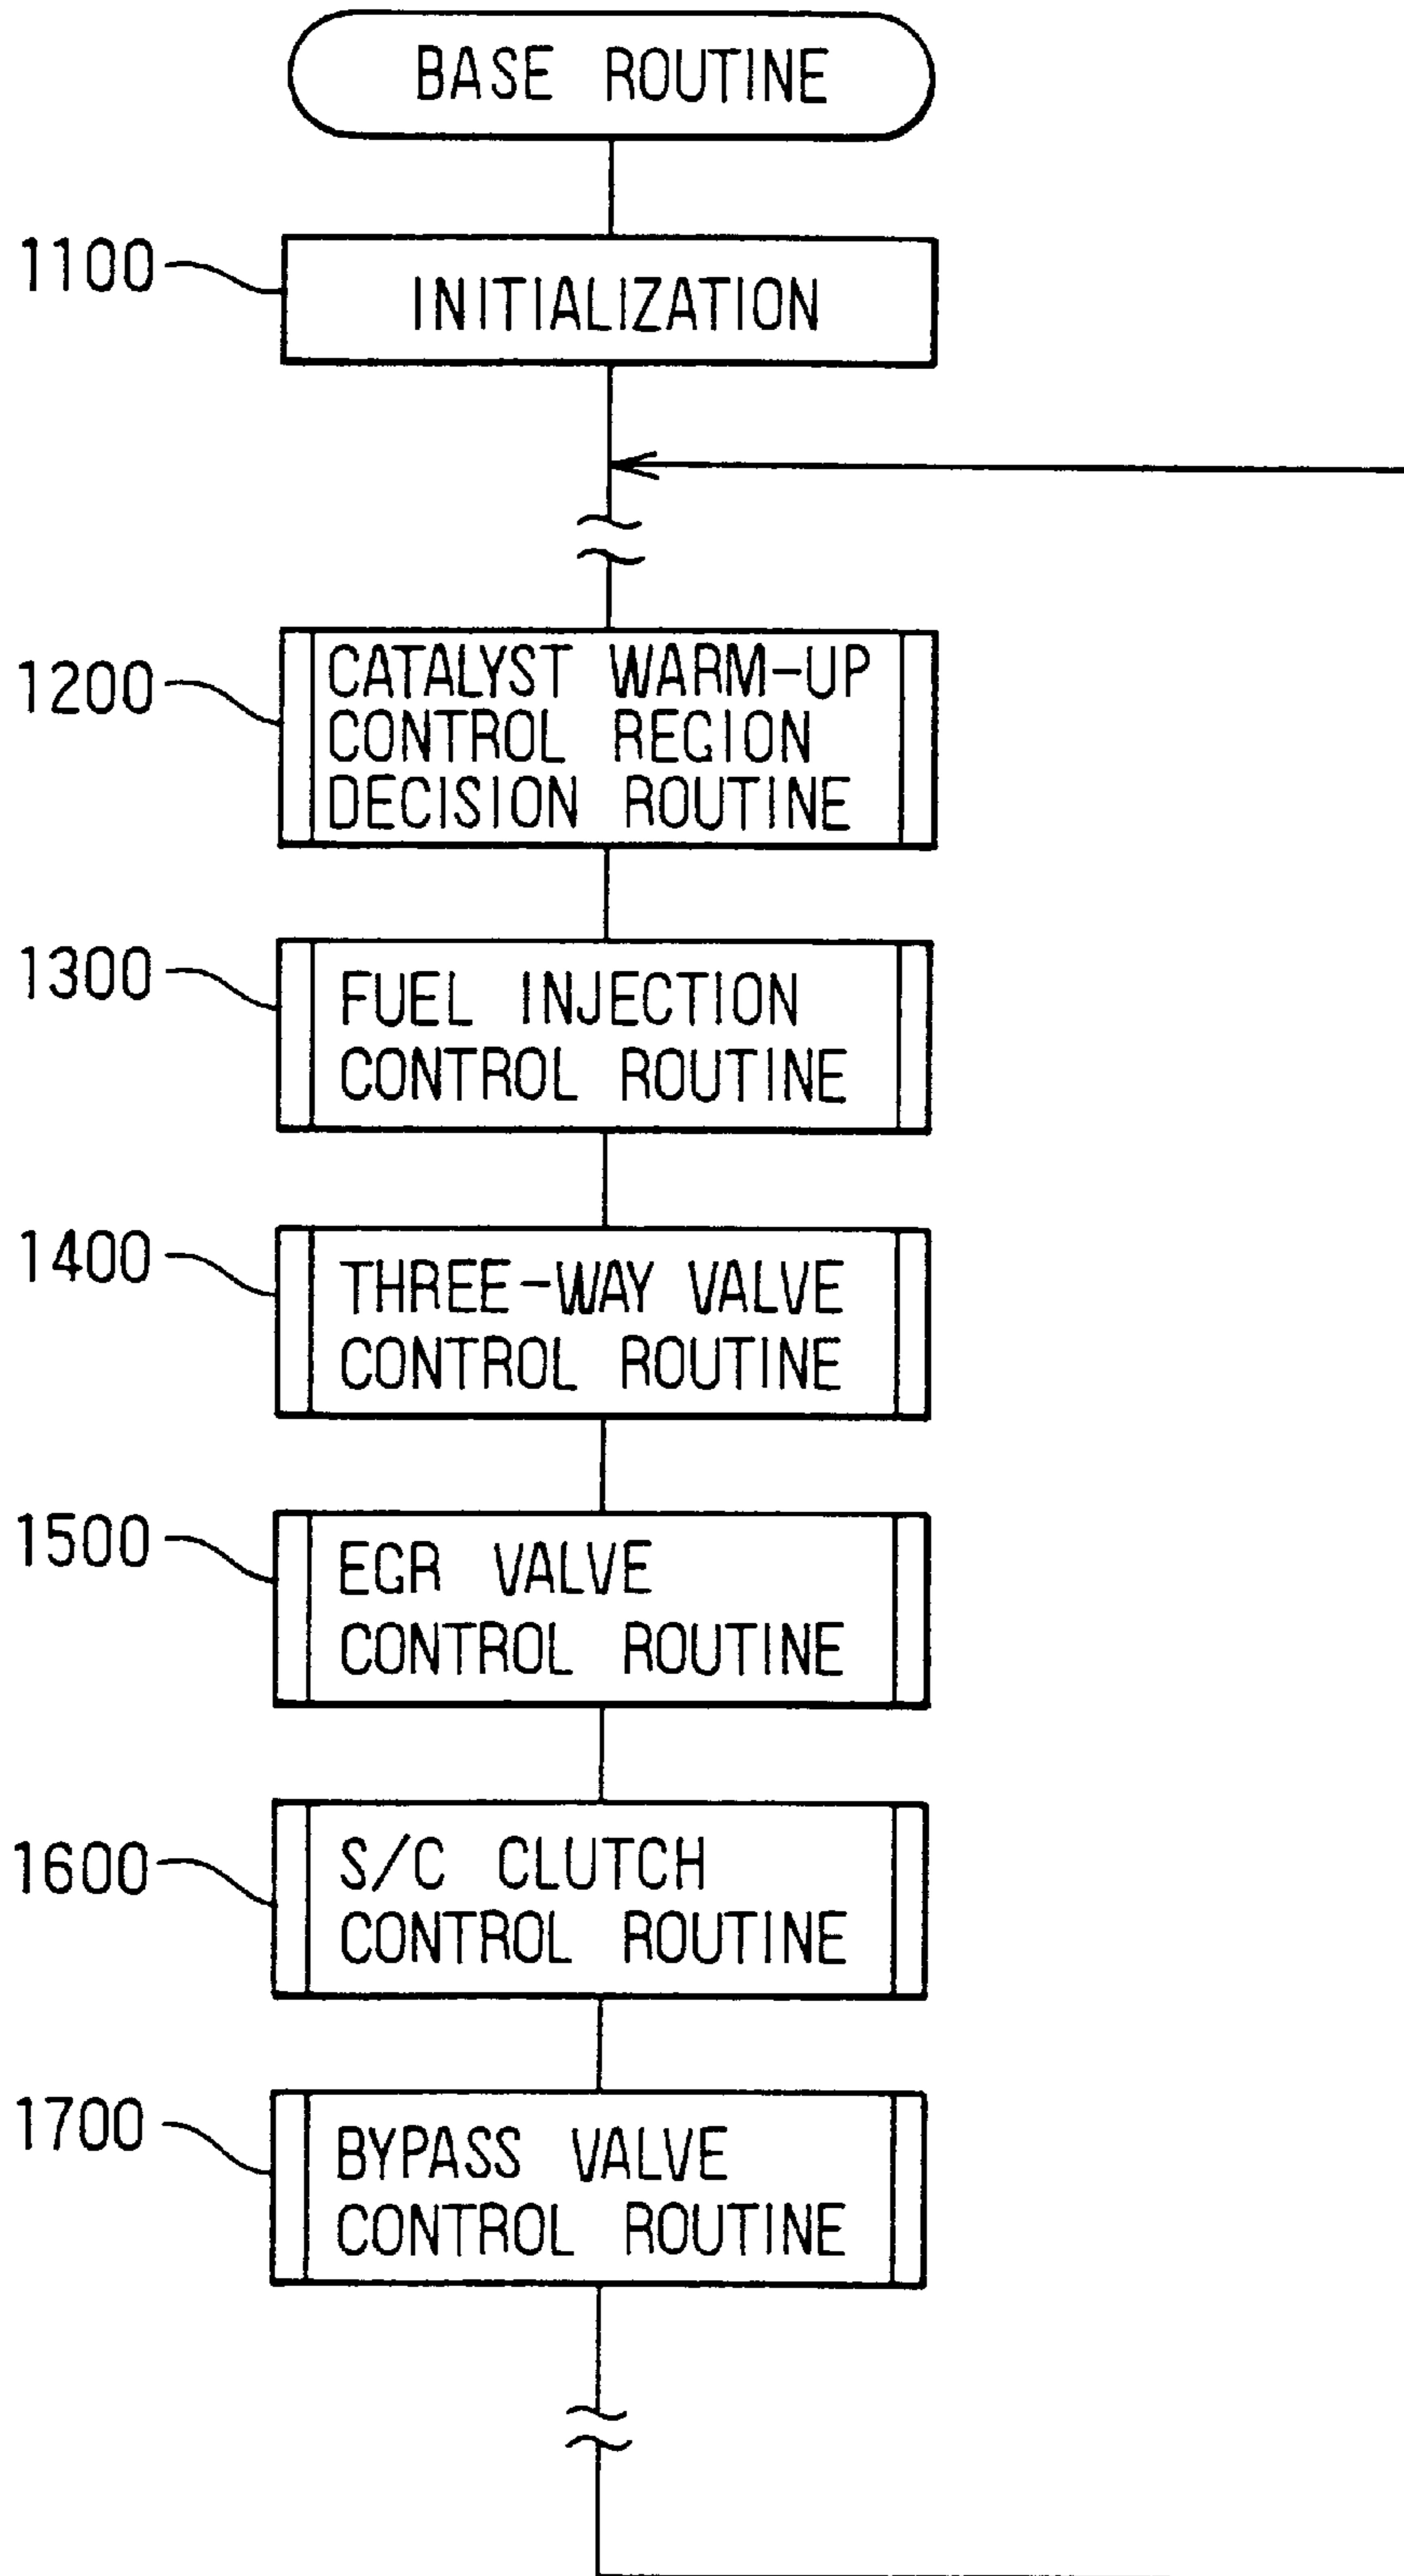 BASE ROUTINE
1100
INITIALIZATION
1200
CATALYST WARM-UP
CONTROL REGION
DECISION ROUTINE
1300
FUEL INJECTION
CONTROL ROUTINE
1400
THREE-WAY VALVE
CONTROL ROUTINE
1500
EGR VALVE
CONTROL ROUTINE
1600
S/C CLUTCH
CONTROL ROUTINE
1700
BYPASS VALVE
CONTROL ROUTINE